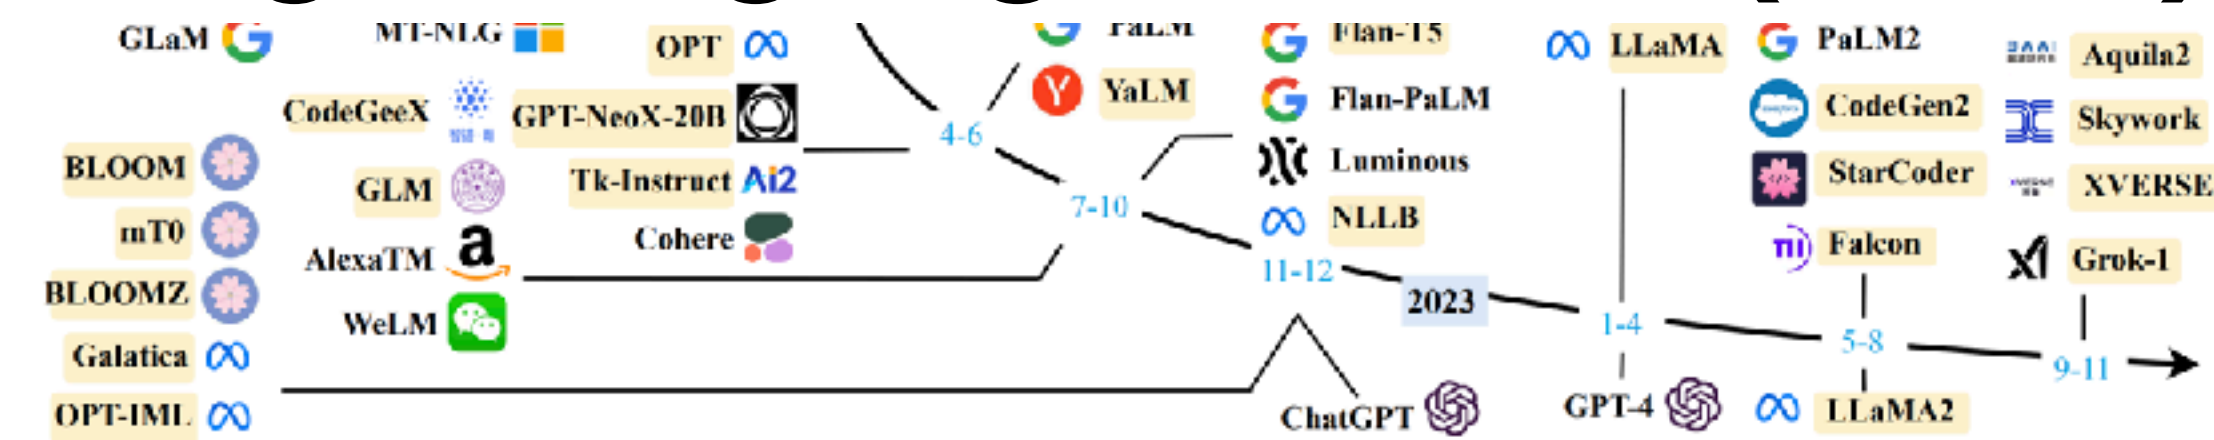 GLaM
MT-NLG
OPT
PaLM
Flan-T5
LLaMA
PaLM2
Aquila2
CodeGeeX
GPT-NeoX-20B
YaLM
Flan-PaLM
CodeGen2
Skywork
4-6
BLOOM
GLM
Tk-Instruct
Ai2
Luminous
StarCoder
XVERSE
7-10
mT0
AlexaTM
a
Cohere
NLLB
Falcon
Grok-1
BLOOMZ
11-12
2023
WeLM
1-4
5-8
9-11
Galatica
OPT-IML
ChatGPT
GPT-4
LLaMA2